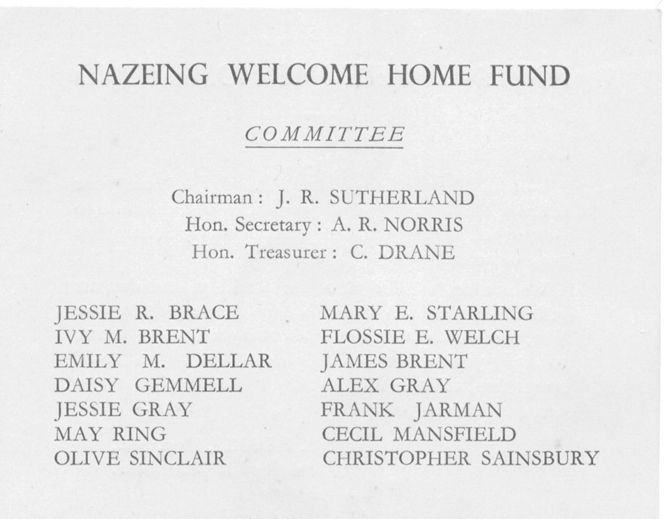 NAZEING WELCOME HOME FUND
COMMITTEE
Chairman : J. R. SUTHERLAND
Hon. Secretary : A. R. NORRIS
Hon. Treasurer : C. DRANE
JESSIE R. BRACE
IVY M. BRENT
EMILY M. DELLAR
DAISY GEMMELL
JESSIE GRAY
MAY RING
OLIVE SINCLAIR
MARY E. STARLING
FLOSSIE E. WELCH
JAMES BRENT
ALEX GRAY
FRANK JARMAN
CECIL MANSFIELD
CHRISTOPHER SAINSBURY